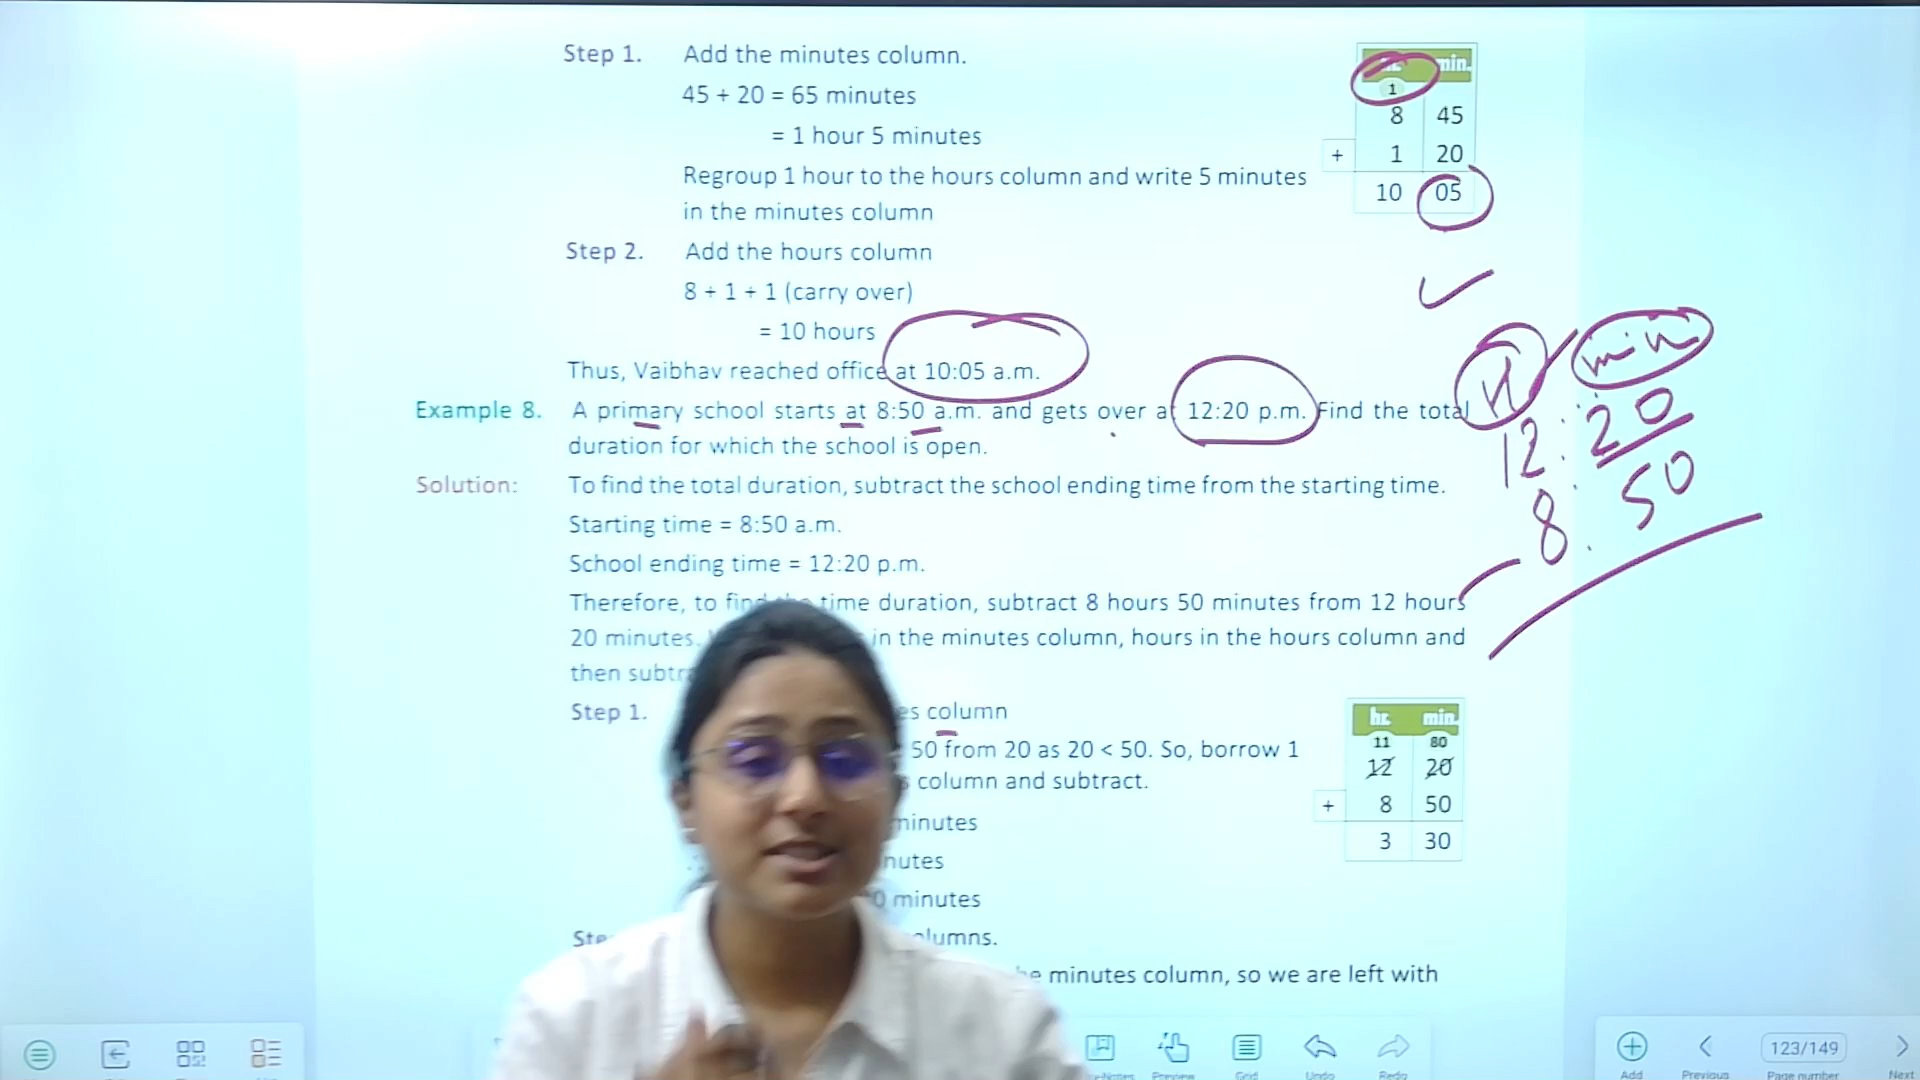 Step 1. Add the minutes column.
45 + 20 = 65 minutes
= 1 hour 5 minutes
Regroup 1 hour to the hours column and write 5 minutes
in the minutes column
min.
1
8 45
+ 1 20
10 05
Step 2. Add the hours column
8 + 1 + 1 (carry over)
= 10 hours
Thus, Vaibhav reached office at 10:05 a.m.
Example 8. A primary school starts at 8:50 a.m. and gets over at 12:20 p.m. Find the total
duration for which the school is open.
H min
12:20
8.50
Solution: To find the total duration, subtract the school ending time from the starting time.
Starting time = 8:50 a.m.
School ending time = 12:20 p.m.
Therefore, to find time duration, subtract 8 hours 50 minutes from 12 hours
20 minutes. in the minutes column, hours in the hours column and
then
Step 1. column
50 from 20 as 20 < 50. So, borrow 1
column and subtract.
minutes
minutes
hr. min.
11 80
12 20
+ 8 50
3 30
minutes column, so we are left with
Preview Grid Undo Redo
Add Previous 123/149 Page number Next